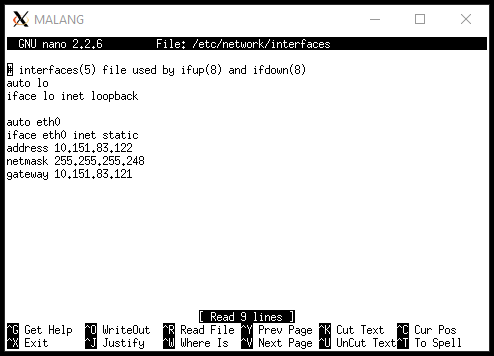 MALANG
GNU nano 2.2.6 File: /etc/network/interfaces
# interfaces(5) file used by ifup(8) and ifdown(8)
auto lo
iface lo inet loopback
auto eth0
iface eth0 inet static
address 10.151.83.122
netmask 255.255.255.248
gateway 10.151.83.121
[ Read 9 lines ]
^G Get Help ^O WriteOut ^R Read File ^Y Prev Page ^K Cut Text ^C Cur Pos
^X Exit ^J Justify ^W Where Is ^V Next Page ^U UnCut Text ^T To Spell